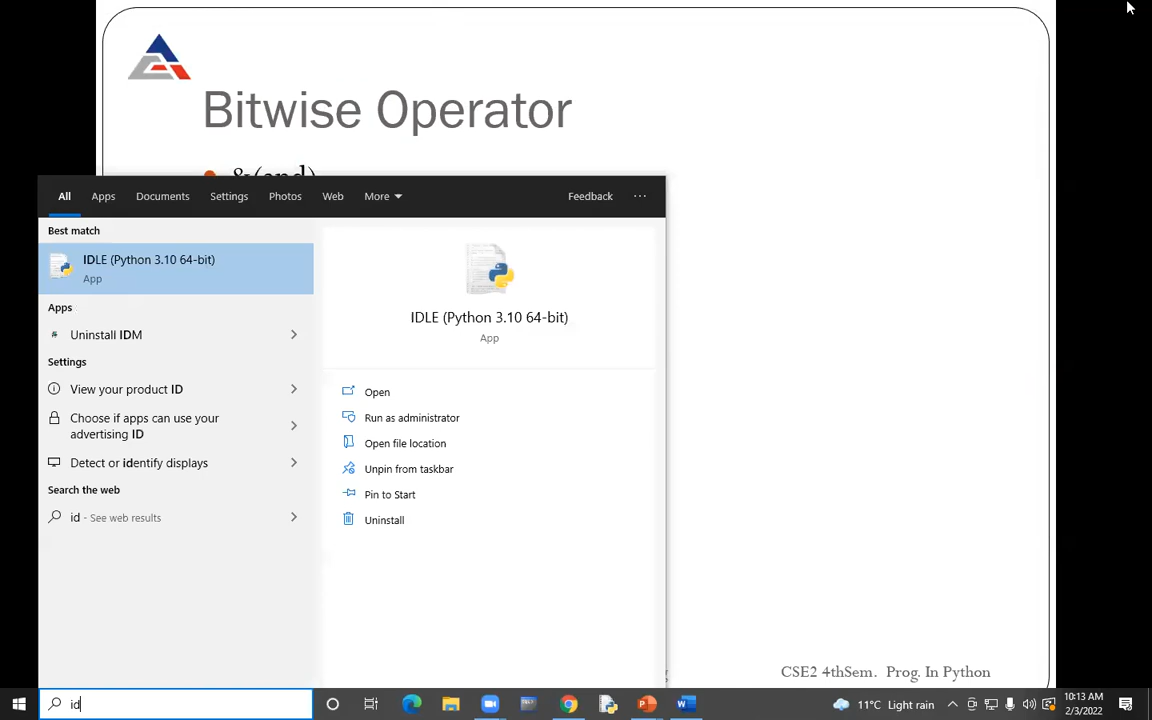 Bitwise Operator
&(and)
All Apps Documents Settings Photos Web More Feedback ...
Best match
IDLE (Python 3.10 64-bit)
App
Apps
Uninstall IDM
Settings
View your product ID
Choose if apps can use your
advertising ID
Detect or identify displays
Search the web
id - See web results
IDLE (Python 3.10 64-bit)
App
Open
Run as administrator
Open file location
Unpin from taskbar
Pin to Start
Uninstall
CSE2 4thSem. Prog. In Python
id
11°C Light rain
10:13 AM
2/3/2022